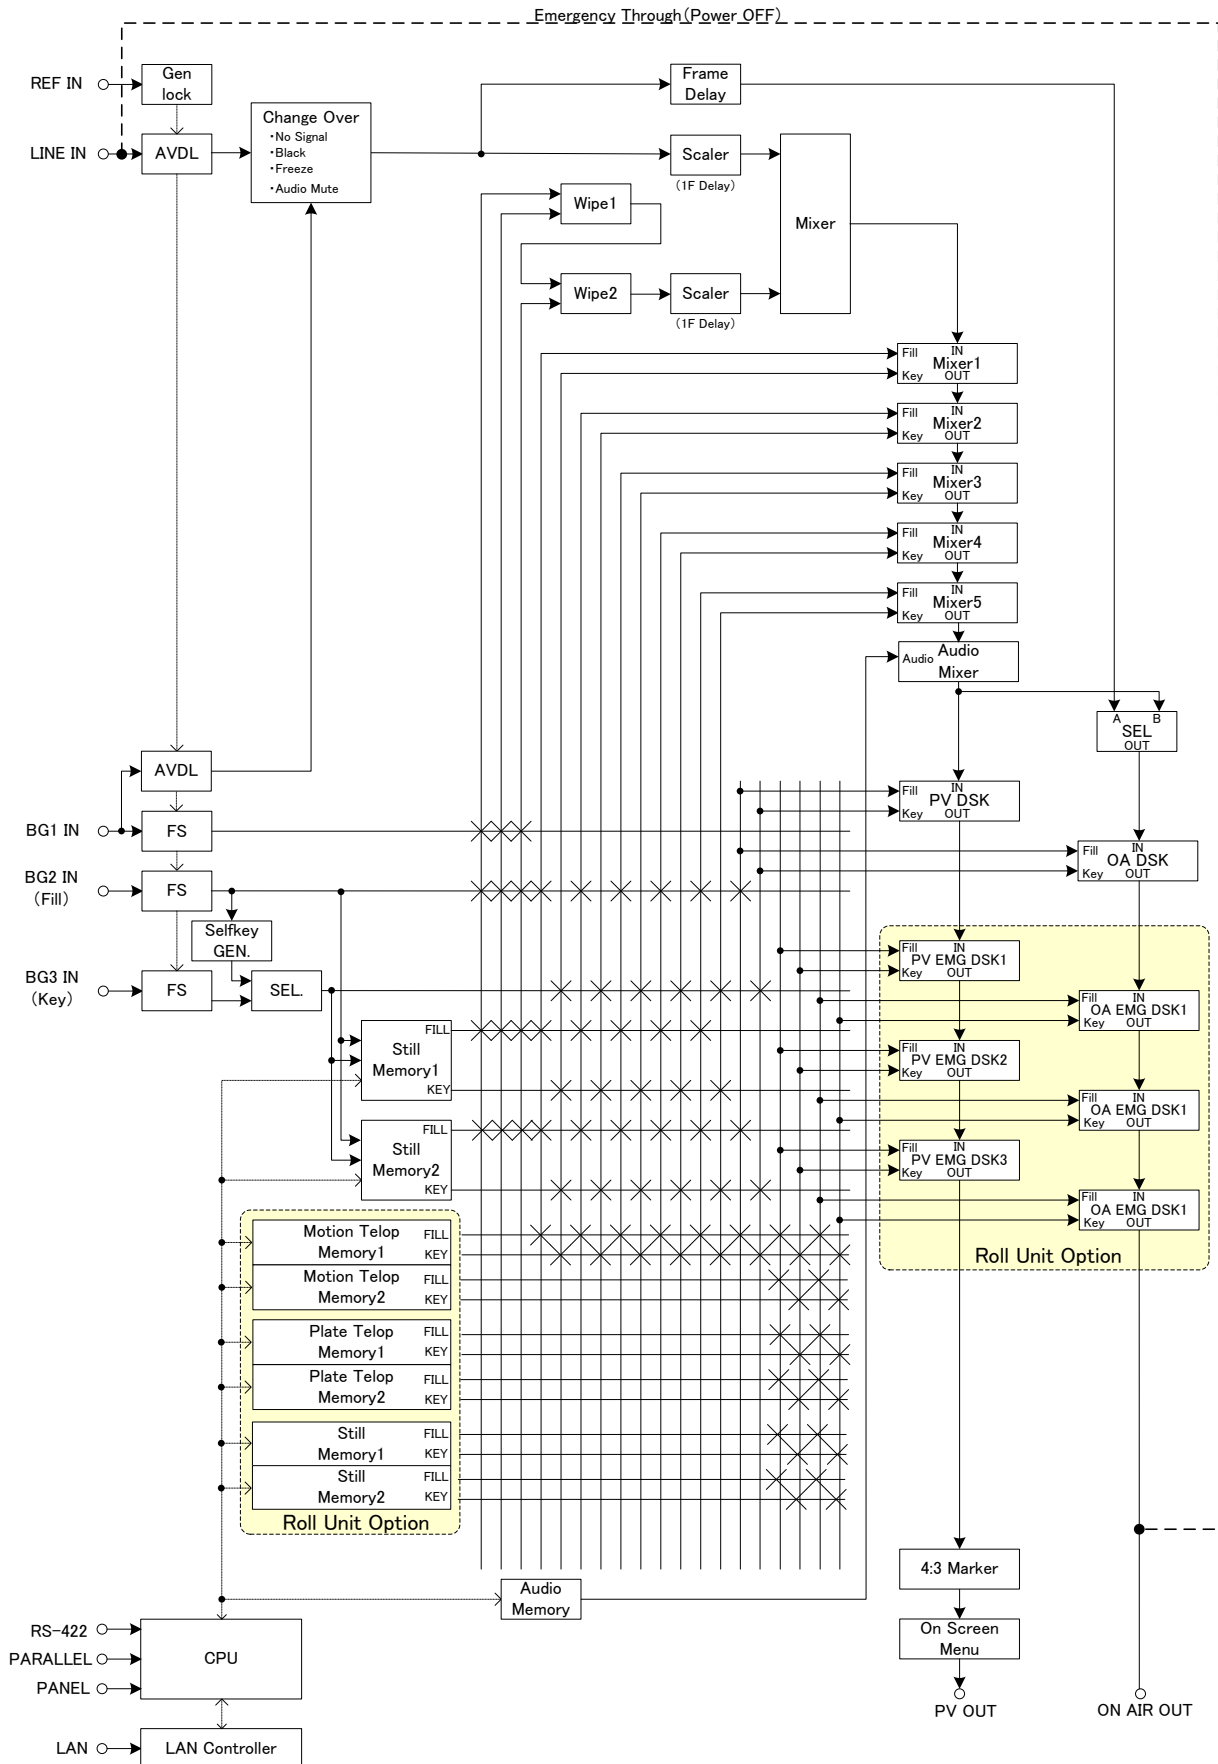 Emergency Through(Power OFF)
REF IN
Gen
lock
Frame
Delay
Change Over
・No Signal
・Black
・Freeze
・Audio Mute
LINE IN
AVDL
Scaler
(1F Delay)
Mixer
Wipe1
Wipe2
Scaler
(1F Delay)
Fill IN
Mixer1
Key OUT
Fill IN
Mixer2
Key OUT
Fill IN
Mixer3
Key OUT
Fill IN
Mixer4
Key OUT
Fill IN
Mixer5
Key OUT
Audio
Audio
Mixer
A B
SEL
OUT
AVDL
Fill IN
PV DSK
Key OUT
BG1 IN
FS
Fill IN
OA DSK
Key OUT
BG2 IN
(Fill)
FS
Selfkey
GEN.
BG3 IN
(Key)
FS
SEL.
Fill IN
PV EMG DSK1
Key OUT
Fill IN
OA EMG DSK1
Key OUT
Still
Memory1
FILL
KEY
Fill IN
PV EMG DSK2
Key OUT
Fill IN
OA EMG DSK1
Key OUT
Still
Memory2
FILL
KEY
Fill IN
PV EMG DSK3
Key OUT
Fill IN
OA EMG DSK1
Key OUT
Roll Unit Option
Motion Telop FILL
Memory1 KEY
Motion Telop FILL
Memory2 KEY
Plate Telop FILL
Memory1 KEY
Plate Telop FILL
Memory2 KEY
Still FILL
Memory1 KEY
Still FILL
Memory2 KEY
Roll Unit Option
4:3 Marker
Audio
Memory
On Screen
Menu
RS-422
PARALLEL
PANEL
CPU
PV OUT
ON AIR OUT
LAN
LAN Controller